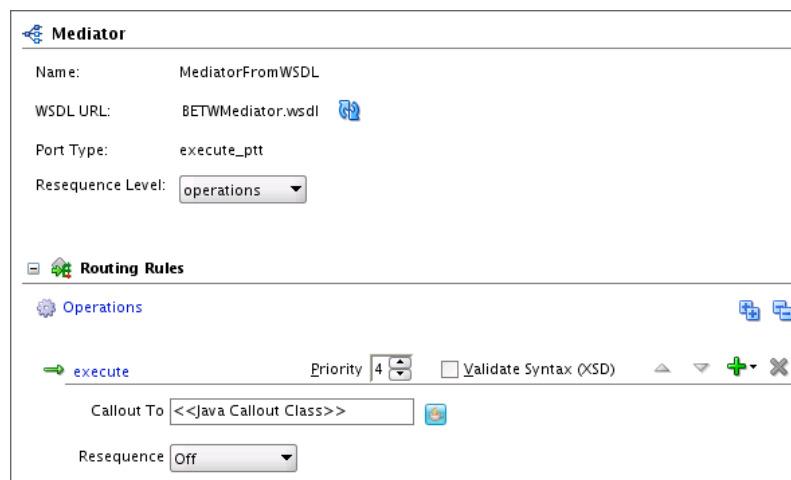 Mediator
Name: MediatorFromWSDL
WSDL URL: BETWMediator.wsdl
Port Type: execute_ptt
Resequence Level: operations
Routing Rules
Operations
execute Priority 4 Validate Syntax (XSD)
Callout To <<Java Callout Class>>
Resequence Off